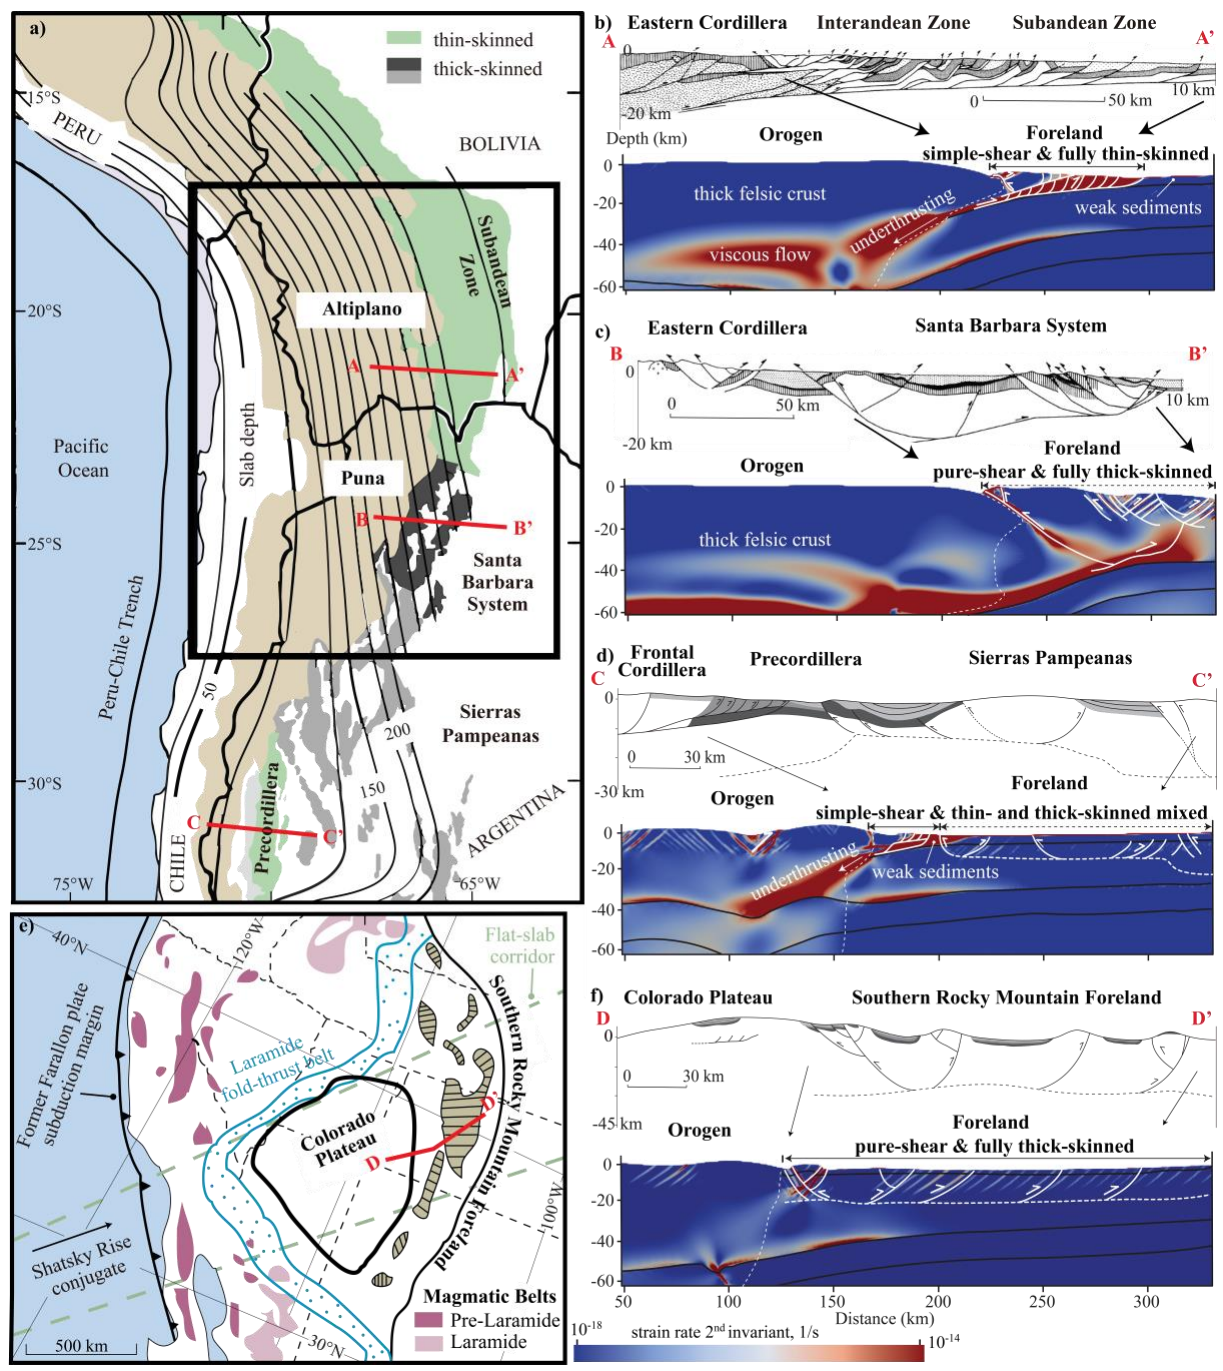 a)
thin-skinned
thick-skinned
15°S
PERU
BOLIVIA
Subandean
Zone
20°S
Altiplano
A
A'
Pacific
Ocean
Slab depth
Puna
B
B'
25°S
Santa
Barbara
System
Peru-Chile Trench
50
200
Sierras
Pampeanas
150
30°S
Precordillera
C
C'
ARGENTINA
CHILE
75°W
65°W
b)
Eastern Cordillera
Interandean Zone
Subandean Zone
A
A'
0
10 km
-20 km
0
50 km
Depth (km)
Orogen
Foreland
simple-shear & fully thin-skinned
0
thick felsic crust
weak sediments
-20
underthrusting
-40
viscous flow
-60
c)
Eastern Cordillera
Santa Barbara System
B
B'
0
10 km
0
50 km
-20 km
Orogen
Foreland
pure-shear & fully thick-skinned
0
-20
thick felsic crust
-40
-60
d)
Frontal
Cordillera
Precordillera
Sierras Pampeanas
C
C'
0
0
30 km
-30
km
Orogen
Foreland
simple-shear & thin- and thick-skinned mixed
0
underthrusting
weak sediments
-20
-40
-60
e)
40°N
120°W
Flat-slab
corridor
Former Farallon plate
subduction margin
Laramide
fold-thrust belt
Southern Rocky Mountain Foreland
Colorado
Plateau
D
D'
100°W
Shatsky Rise
conjugate
Magmatic Belts
Pre-Laramide
Laramide
500 km
30°N
f)
Colorado Plateau
Southern Rocky Mountain Foreland
D
D'
0
0
30 km
-45
km
Orogen
Foreland
pure-shear & fully thick-skinned
0
-20
-40
-60
50
100
150
200
250
300
Distance (km)
10-18
strain rate 2nd invariant, 1/s
10-14